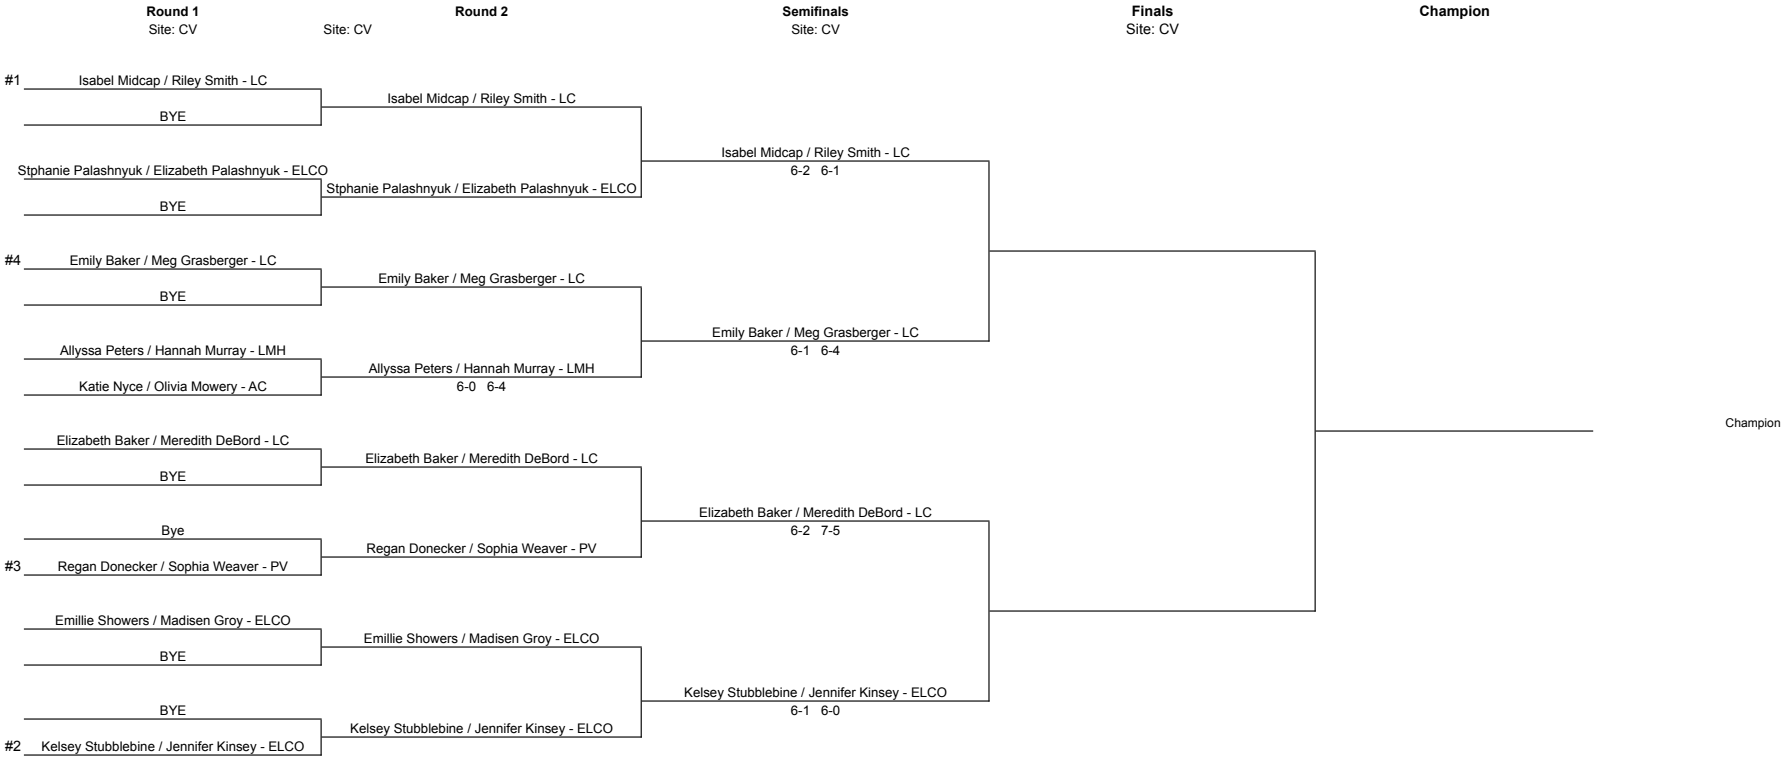 Round 1
Site: CV
Round 2
Site: CV
Semifinals
Site: CV
Finals
Site: CV
Champion
#1 Isabel Midcap / Riley Smith - LC
BYE
Stphanie Palashnyuk / Elizabeth Palashnyuk - ELCO
BYE
#4 Emily Baker / Meg Grasberger - LC
BYE
Allyssa Peters / Hannah Murray - LMH
Katie Nyce / Olivia Mowery - AC
Elizabeth Baker / Meredith DeBord - LC
BYE
Bye
#3 Regan Donecker / Sophia Weaver - PV
Emillie Showers / Madisen Groy - ELCO
BYE
BYE
#2 Kelsey Stubblebine / Jennifer Kinsey - ELCO
Isabel Midcap / Riley Smith - LC
Stphanie Palashnyuk / Elizabeth Palashnyuk - ELCO
Emily Baker / Meg Grasberger - LC
Allyssa Peters / Hannah Murray - LMH
6-0 6-4
Elizabeth Baker / Meredith DeBord - LC
Regan Donecker / Sophia Weaver - PV
Emillie Showers / Madisen Groy - ELCO
Kelsey Stubblebine / Jennifer Kinsey - ELCO
Isabel Midcap / Riley Smith - LC
6-2 6-1
Emily Baker / Meg Grasberger - LC
6-1 6-4
Elizabeth Baker / Meredith DeBord - LC
6-2 7-5
Kelsey Stubblebine / Jennifer Kinsey - ELCO
6-1 6-0
Champion